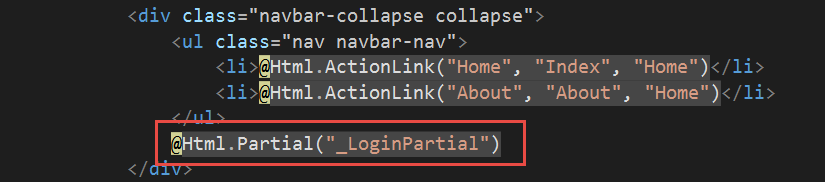 <div class="navbar-collapse collapse">
<ul class="nav navbar-nav">
<li>@Html.ActionLink("Home", "Index", "Home")</li>
<li>@Html.ActionLink("About", "About", "Home")</li>
</ul>
@Html.Partial("_LoginPartial")
</div>